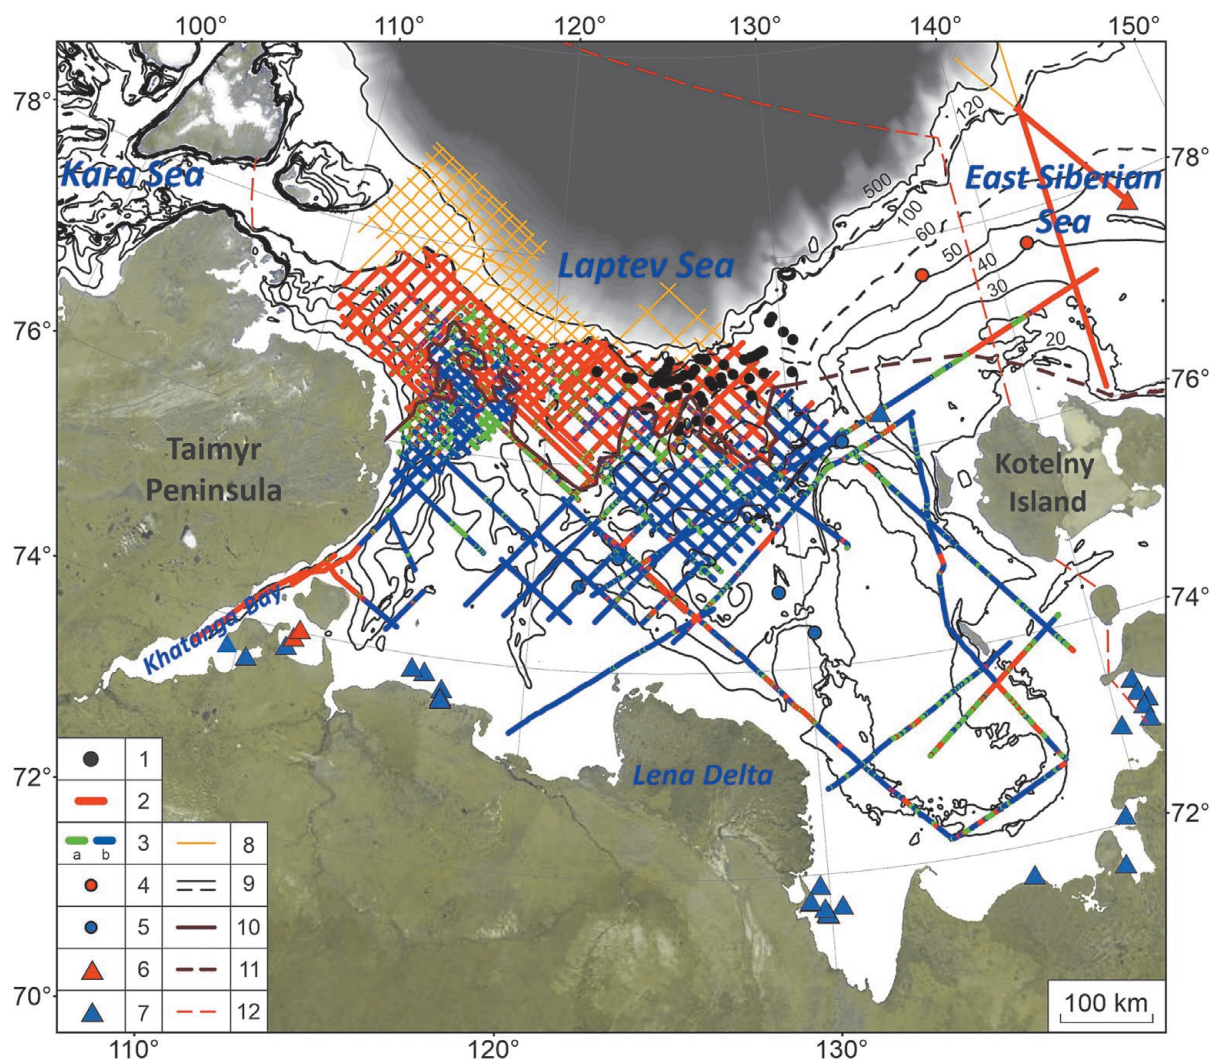 100° 110° 120° 130° 140° 150°
78°
120
78°
Kara Sea
East Siberian
Sea
500
100
60
50
40
30
Laptev Sea
76°
20
76°
Taimyr
Peninsula
Kotelny
Island
74°
74°
Khatanga Bay
72°
Lena Delta
72°
1
2
a b 3 8
4 9
5 10
6 11
7 12
70°
100 km
110° 120° 130°